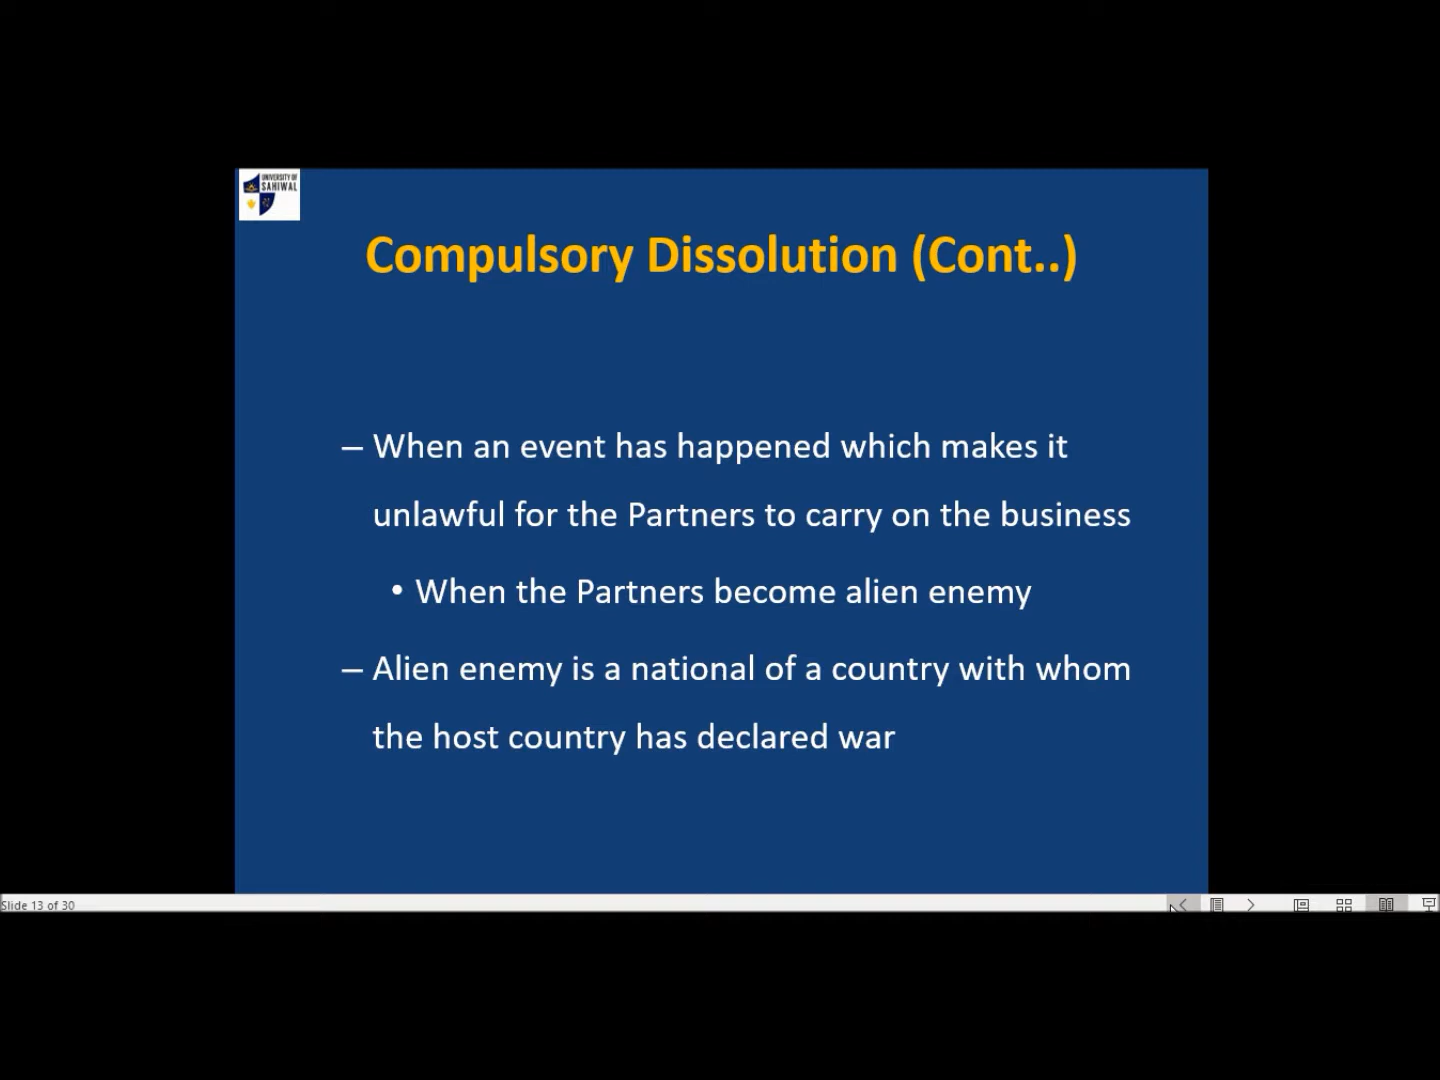 UNIVERSITY OF
SAHIWAL
Compulsory Dissolution (Cont..)
– When an event has happened which makes it
unlawful for the Partners to carry on the business
• When the Partners become alien enemy
– Alien enemy is a national of a country with whom
the host country has declared war
Slide 13 of 30